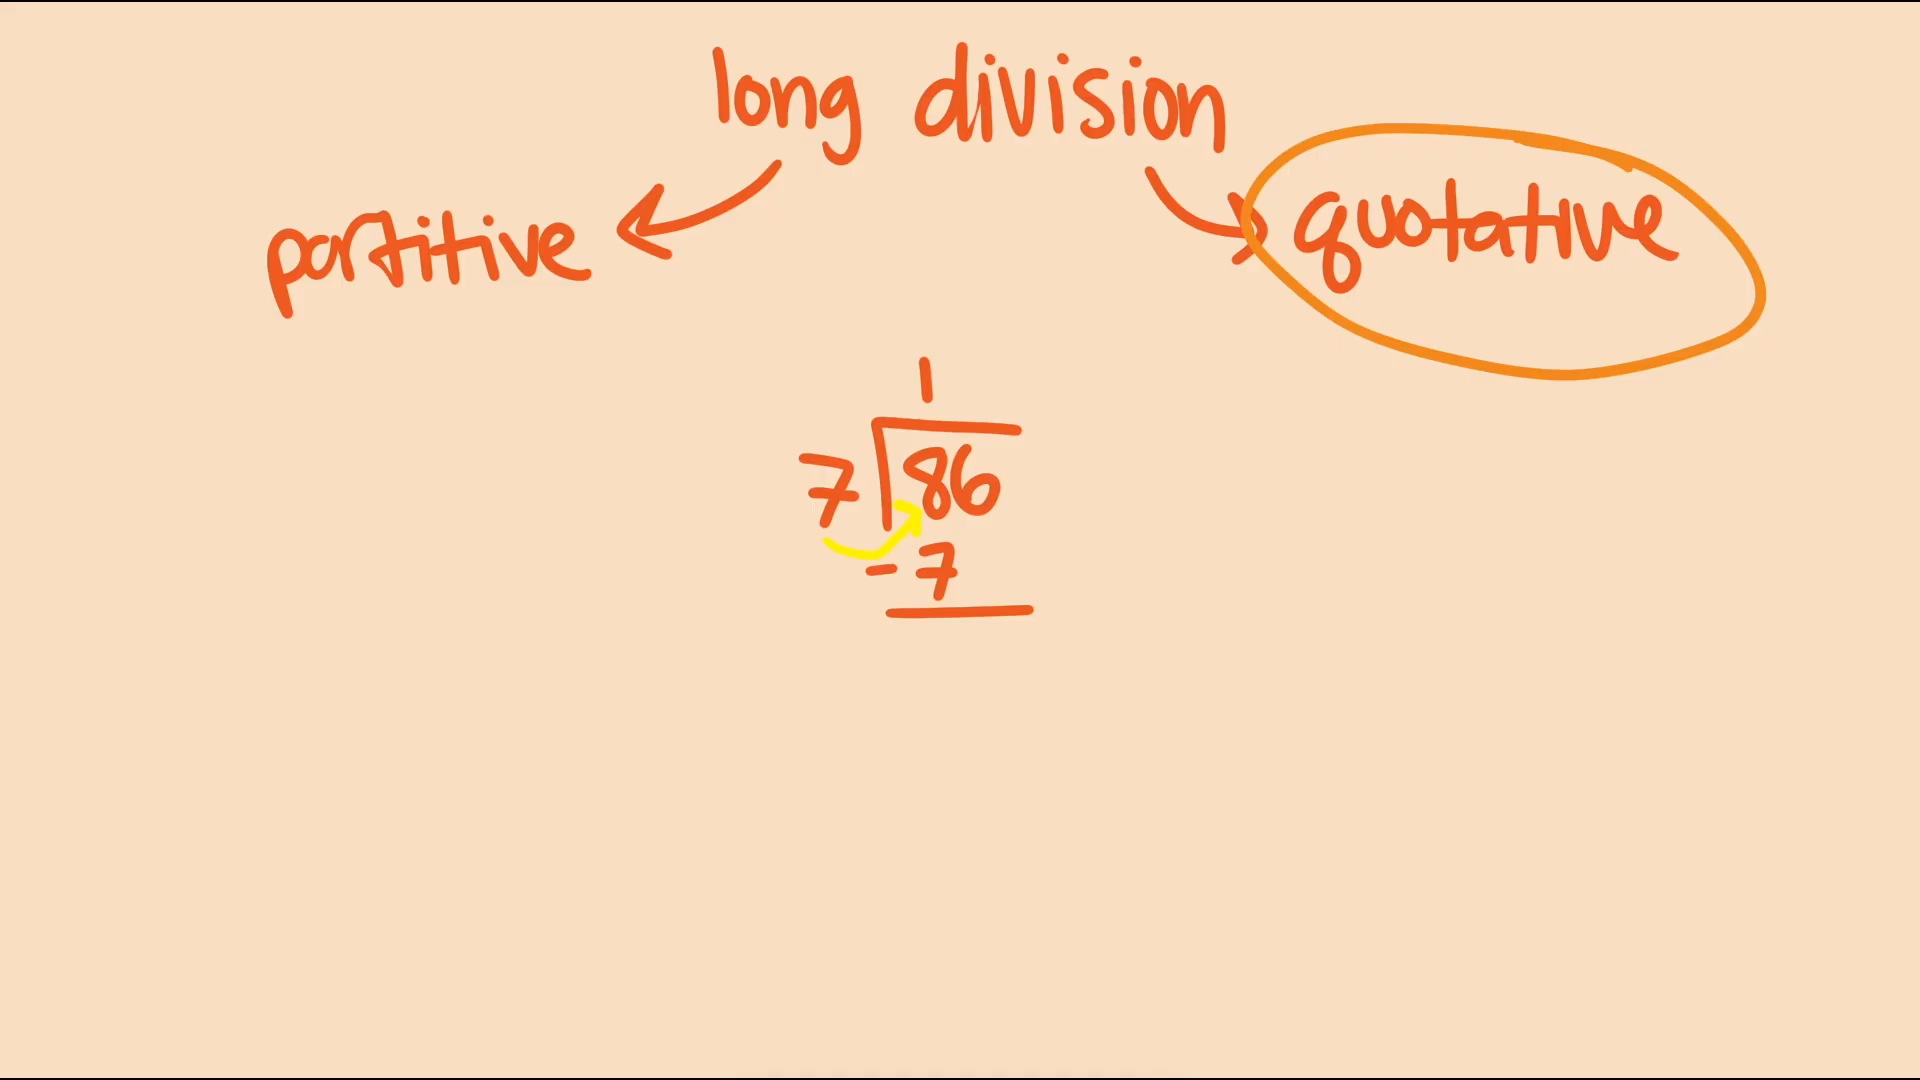 long division
partitive
quotative
1
7 86
- 7